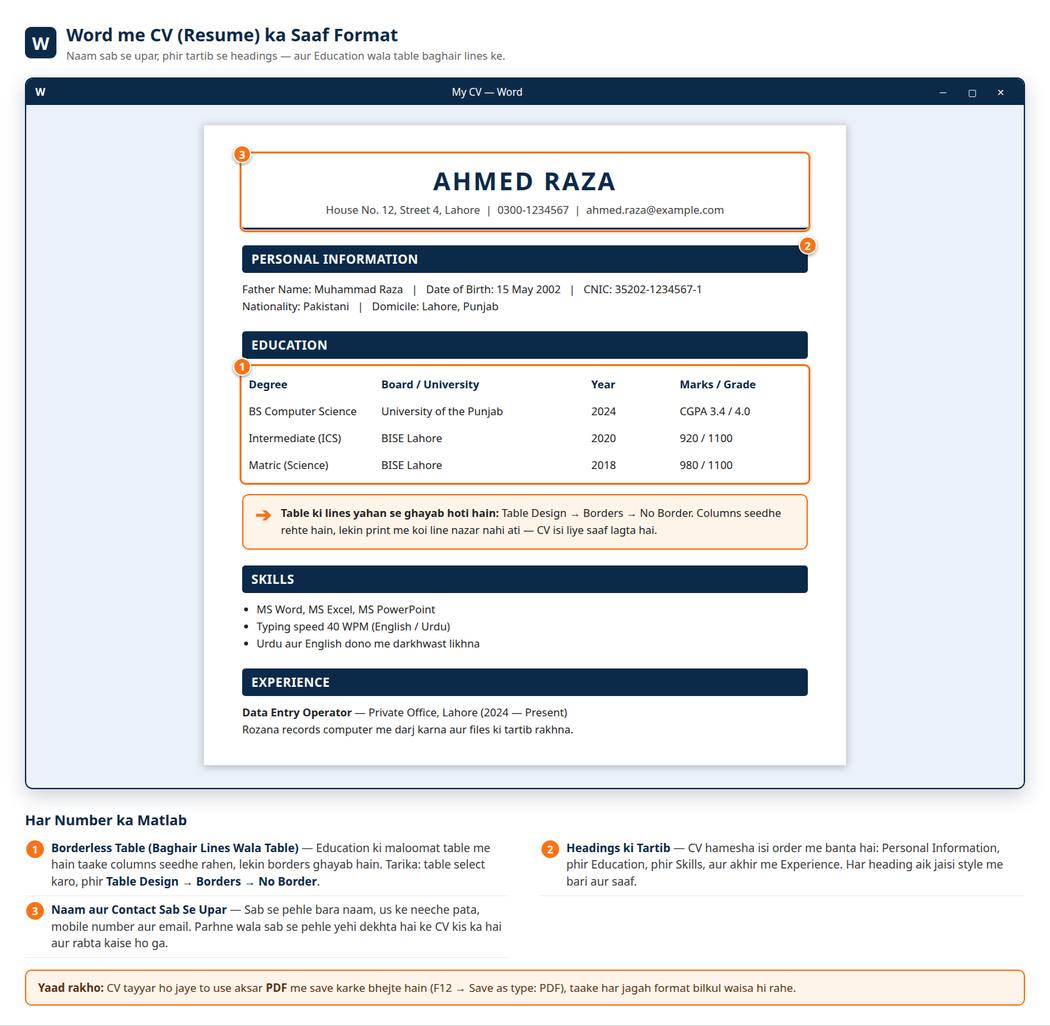 W
Word me CV (Resume) ka Saaf Format
Naam sab se upar, phir tartib se headings — aur Education wala table baghair lines ke.
W My CV — Word
3
AHMED RAZA
House No. 12, Street 4, Lahore | 0300-1234567 | ahmed.raza@example.com
2
PERSONAL INFORMATION
Father Name: Muhammad Raza | Date of Birth: 15 May 2002 | CNIC: 35202-1234567-1
Nationality: Pakistani | Domicile: Lahore, Punjab
EDUCATION
1
Degree Board / University Year Marks / Grade
BS Computer Science University of the Punjab 2024 CGPA 3.4 / 4.0
Intermediate (ICS) BISE Lahore 2020 920 / 1100
Matric (Science) BISE Lahore 2018 980 / 1100
➔ Table ki lines yahan se ghayab hoti hain: Table Design → Borders → No Border. Columns seedhe
rehte hain, lekin print me koi line nazar nahi ati — CV isi liye saaf lagta hai.
SKILLS
• MS Word, MS Excel, MS PowerPoint
• Typing speed 40 WPM (English / Urdu)
• Urdu aur English dono me darkhwast likhna
EXPERIENCE
Data Entry Operator — Private Office, Lahore (2024 — Present)
Rozana records computer me darj karna aur files ki tartib rakhna.
Har Number ka Matlab
1 Borderless Table (Baghair Lines Wala Table) — Education ki maloomat table me
hain taake columns seedhe rahen, lekin borders ghayab hain. Tarika: table select
karo, phir Table Design → Borders → No Border.
2 Headings ki Tartib — CV hamesha isi order me banta hai: Personal Information,
phir Education, phir Skills, aur akhir me Experience. Har heading aik jaisi style me
bari aur saaf.
3 Naam aur Contact Sab Se Upar — Sab se pehle bara naam, us ke neeche pata,
mobile number aur email. Parhne wala sab se pehle yehi dekhta hai ke CV kis ka hai
aur rabta kaise ho ga.
Yaad rakho: CV tayyar ho jaye to use aksar PDF me save karke bhejte hain (F12 → Save as type: PDF), taake har jagah format bilkul waisa hi rahe.